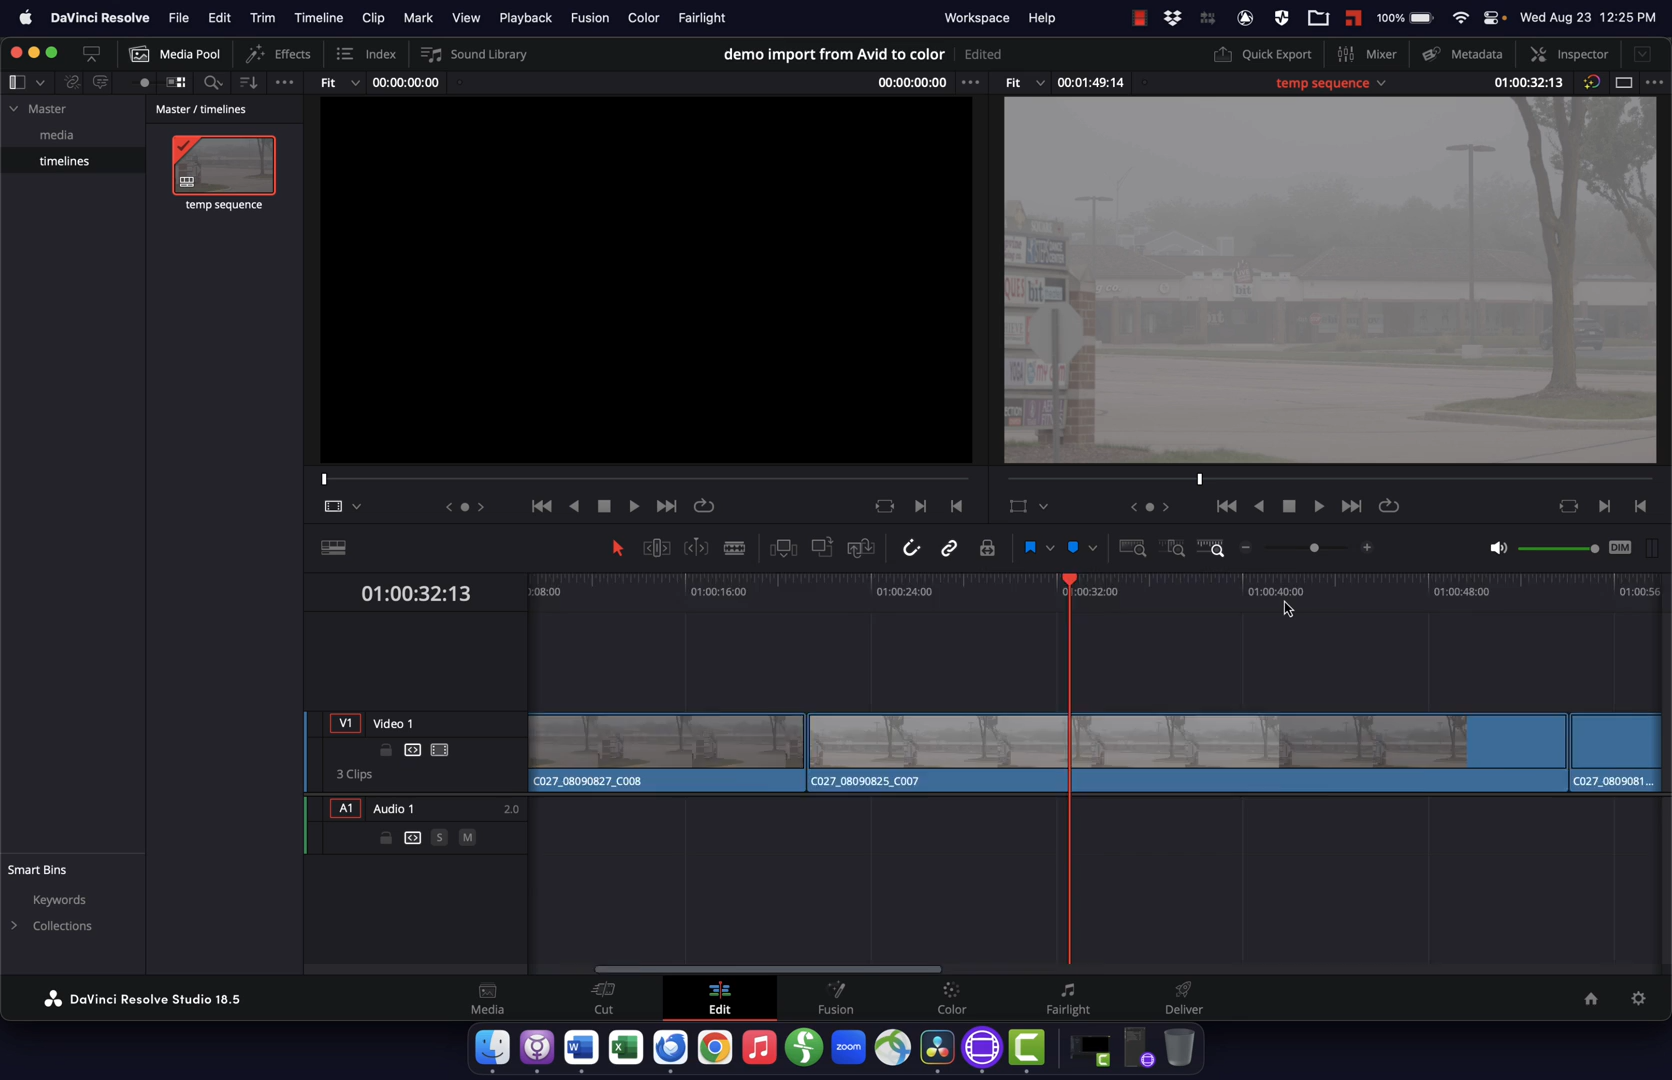 DaVinci Resolve File Edit Trim Timeline Clip Mark View Playback Fusion Color Fairlight Workspace Help 100% Wed Aug 23 12:25 PM
Media Pool Effects Index Sound Library demo import from Avid to color Edited Quick Export Mixer Metadata Inspector
Fit 00:00:00:00 00:00:00:00 Fit 00:01:49:14 temp sequence 01:00:32:13
Master Master / timelines
media
timelines
temp sequence
DIM
01:00:32:13 :08:00 01:00:16:00 01:00:24:00 01:00:32:00 01:00:40:00 01:00:48:00 01:00:56
V1 Video 1
3 Clips C027_08090827_C008 C027_08090825_C007 C027_0809081...
A1 Audio 1 2.0
S M
Smart Bins
Keywords
Collections
DaVinci Resolve Studio 18.5 Media Cut Edit Fusion Color Fairlight Deliver
zoom